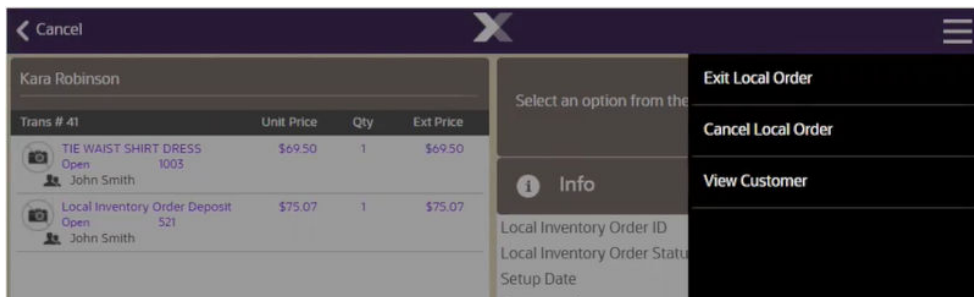 Cancel
Kara Robinson
Trans # 41 Unit Price Qty Ext Price
TIE WAIST SHIRT DRESS $69.50 1 $69.50
Open 1003
John Smith
Local Inventory Order Deposit $75.07 1 $75.07
Open 521
John Smith
Select an option from the
Info
Local Inventory Order ID
Local Inventory Order Statu
Setup Date
Exit Local Order
Cancel Local Order
View Customer